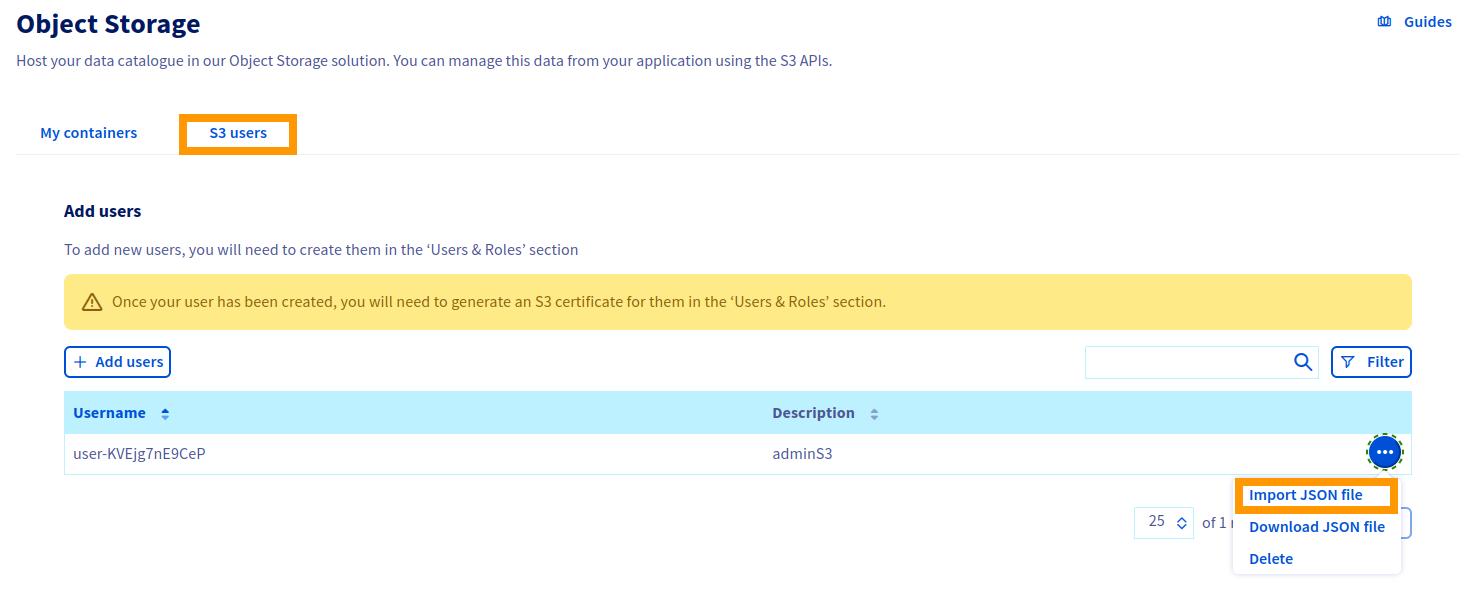 Object Storage
Guides
Host your data catalogue in our Object Storage solution. You can manage this data from your application using the S3 APIs.
My containers
S3 users
Add users
To add new users, you will need to create them in the ‘Users & Roles’ section
Once your user has been created, you will need to generate an S3 certificate for them in the ‘Users & Roles’ section.
Add users
Filter
Username
Description
user-KVEjg7nE9CeP
adminS3
Import JSON file
25
of 1
Download JSON file
Delete